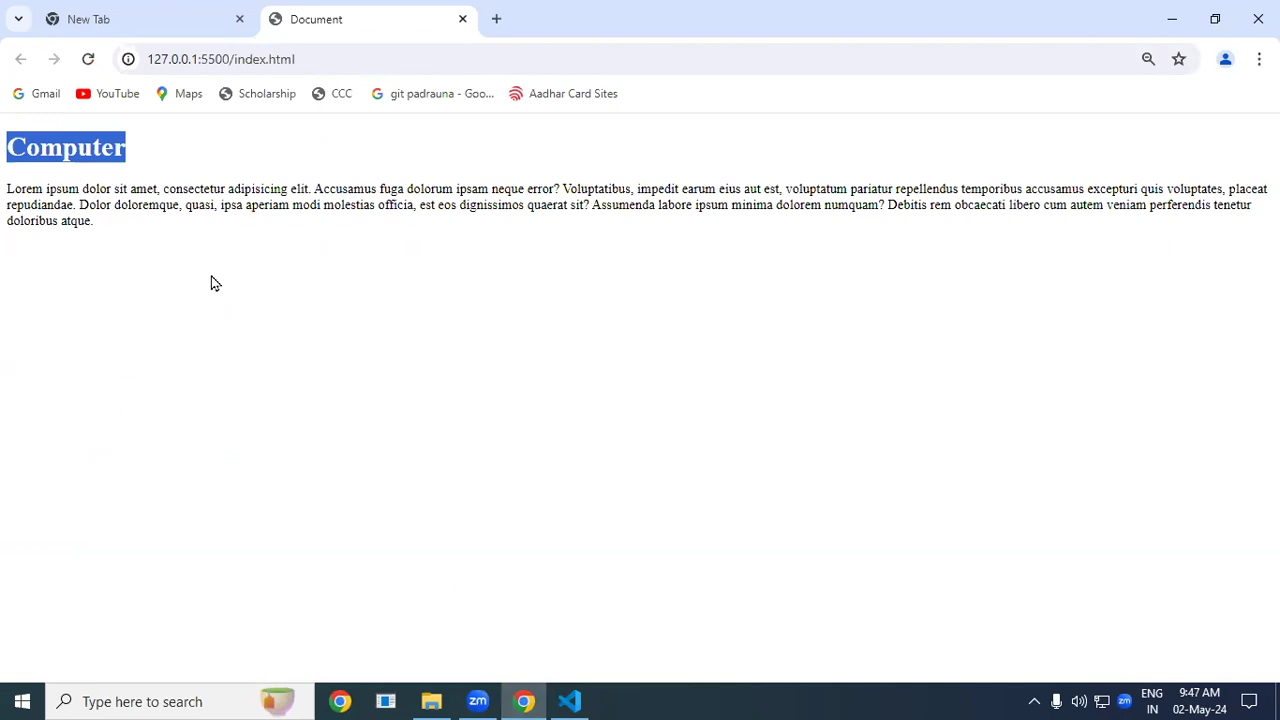 New Tab
Document
127.0.0.1:5500/index.html
Gmail
YouTube
Maps
Scholarship
CCC
git padrauna - Goo...
Aadhar Card Sites
Computer
Lorem ipsum dolor sit amet, consectetur adipisicing elit. Accusamus fuga dolorum ipsam neque error? Voluptatibus, impedit earum eius aut est, voluptatum pariatur repellendus temporibus accusamus excepturi quis voluptates, placeat
repudiandae. Dolor doloremque, quasi, ipsa aperiam modi molestias officia, est eos dignissimos quaerat sit? Assumenda labore ipsum minima dolorem numquam? Debitis rem obcaecati libero cum autem veniam perferendis tenetur
doloribus atque.
Type here to search
zm
zm
ENG
IN
9:47 AM
02-May-24